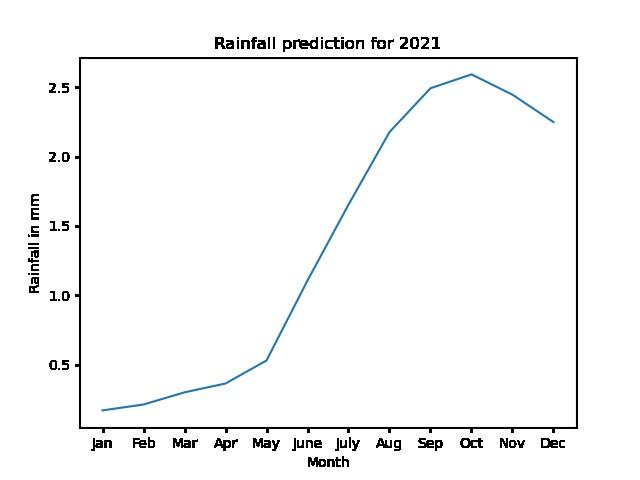 Rainfall prediction for 2021
Rainfall in mm
2.5
2.0
1.5
1.0
0.5
Jan Feb Mar Apr May June July Aug Sep Oct Nov Dec
Month